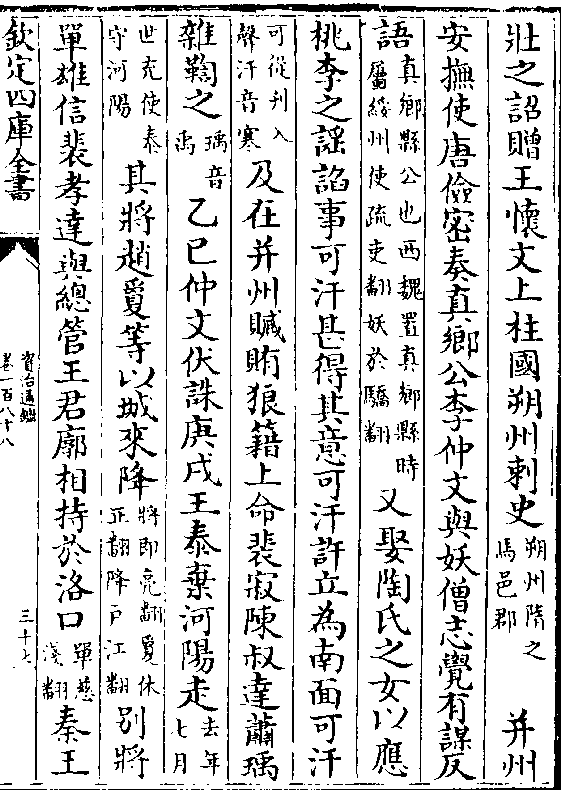 壯之詔贈王懷文上柱國朔州刺史朔州隋之馬邑郡并州
安撫使唐儉密奏真鄉公李仲文與妖僧志覺有謀反
語真鄉縣公也西魏置真鄉縣時屬綏州使疏吏翻妖於驕翻又娶陶氏之女以應
桃李之謡諂事可汗甚得其意可汗許立為南面可汗
可從刋入聲汗音寒及在并州贓賄狼籍上命裴寂陳叔達蕭瑀
雜鞫之瑀音禹乙巳仲文伏誅庚戌王泰棄河陽走去年七月
世充使泰守河陽其將趙夐等以城來降將即亮翻夐休正翻降戸江翻别將
單雄信裴孝達與總管王君廓相持於洛口單慈淺翻秦王
欽定四庫全書
資治通鑑
卷一百八十八
三十七